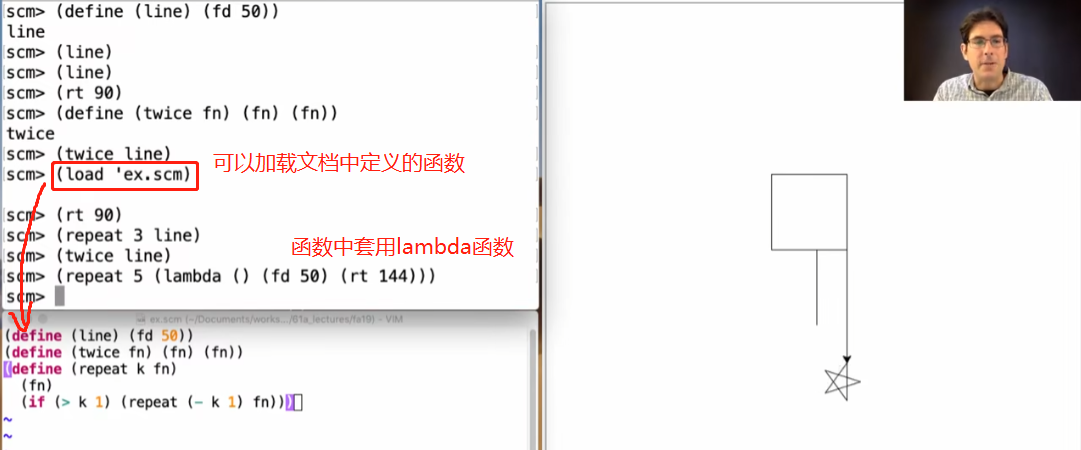 scm> (define (line) (fd 50))
line
scm> (line)
scm> (line)
scm> (rt 90)
scm> (define (twice fn) (fn) (fn))
twice
scm> (twice line)
scm> (load 'ex.scm)
可以加载文档中定义的函数
scm> (rt 90)
scm> (repeat 3 line)
scm> (twice line)
函数中套用lambda函数
scm> (repeat 5 (lambda () (fd 50) (rt 144)))
scm>
ex.scm (~/Documents/works.../61a_lectures/fa19) - VIM
(define (line) (fd 50))
(define (twice fn) (fn) (fn))
(define (repeat k fn)
(fn)
(if (> k 1) (repeat (- k 1) fn)))
~
~